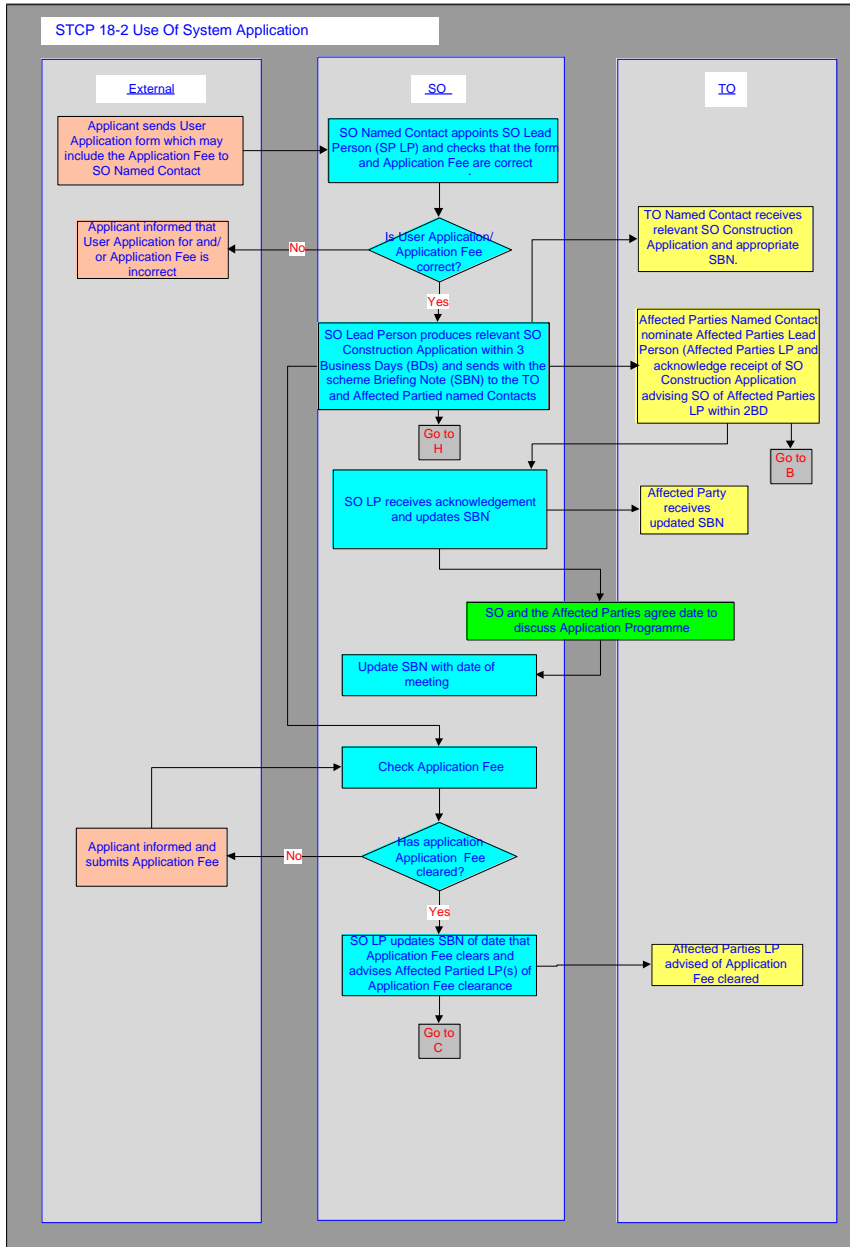 STCP 18-2 Use Of System Application
External
SO
TO
Applicant sends User
Application form which may
include the Application Fee to
SO Named Contact
SO Named Contact appoints SO Lead
Person (SP LP) and checks that the form
and Application Fee are correct
Applicant informed that
User Application for and/
or Application Fee is
incorrect
No
Is User Application/
Application Fee
correct?
TO Named Contact receives
relevant SO Construction
Application and appropriate
SBN.
Yes
SO Lead Person produces relevant SO
Construction Application within 3
Business Days (BDs) and sends with the
scheme Briefing Note (SBN) to the TO
and Affected Partied named Contacts
Affected Parties Named Contact
nominate Affected Parties Lead
Person (Affected Parties LP and
acknowledge receipt of SO
Construction Application
advising SO of Affected Parties
LP within 2BD
Go to
H
Go to
B
SO LP receives acknowledgement
and updates SBN
Affected Party
receives
updated SBN
SO and the Affected Parties agree date to
discuss Application Programme
Update SBN with date of
meeting
Check Application Fee
Applicant informed and
submits Application Fee
No
Has application
Application Fee
cleared?
Yes
SO LP updates SBN of date that
Application Fee clears and
advises Affected Partied LP(s) of
Application Fee clearance
Affected Parties LP
advised of Application
Fee cleared
Go to
C